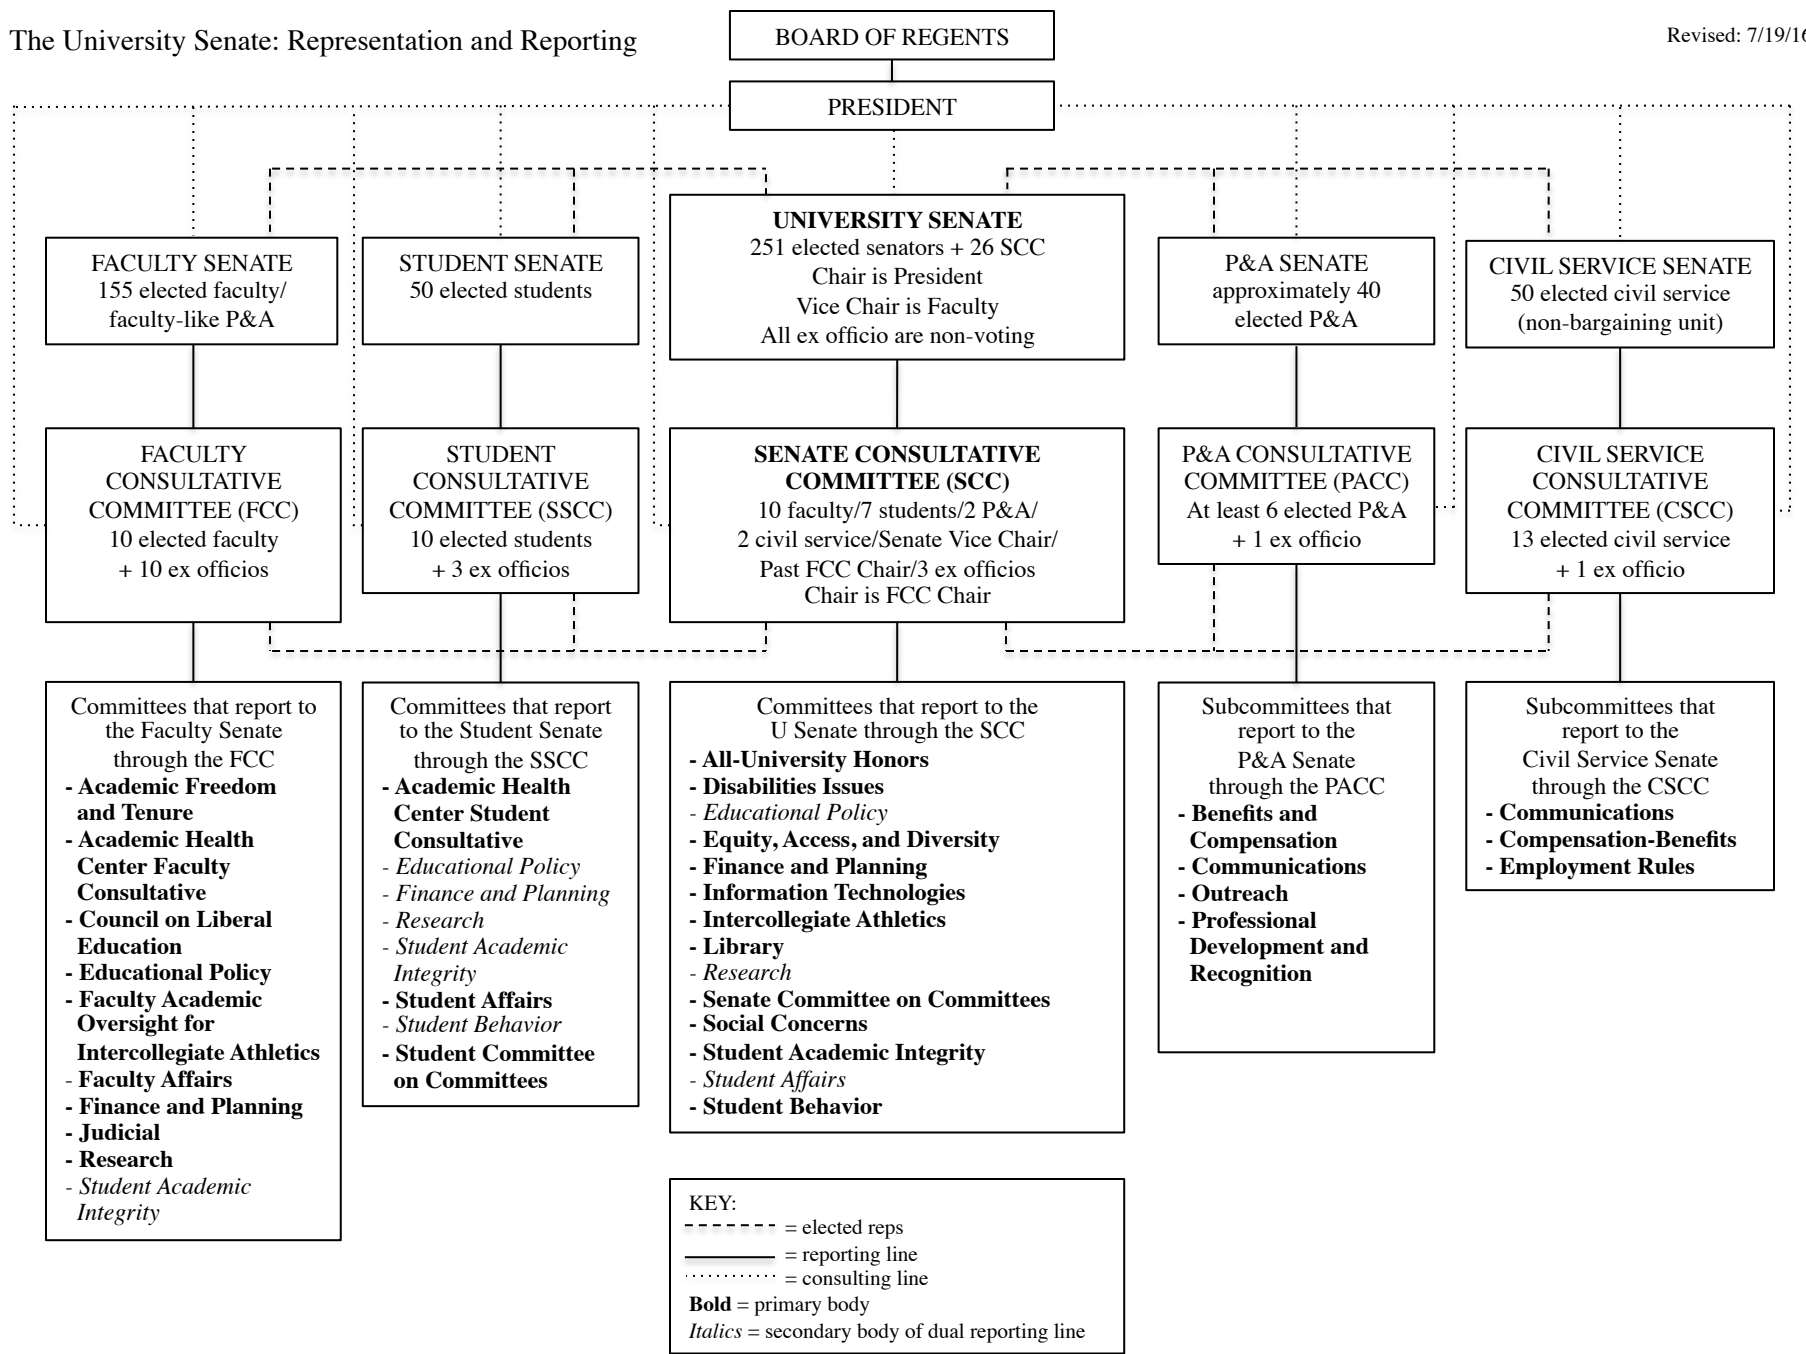 The University Senate: Representation and Reporting
BOARD OF REGENTS
Revised: 7/19/16
PRESIDENT
FACULTY SENATE
155 elected faculty/
faculty-like P&A
STUDENT SENATE
50 elected students
UNIVERSITY SENATE
251 elected senators + 26 SCC
Chair is President
Vice Chair is Faculty
All ex officio are non-voting
P&A SENATE
approximately 40
elected P&A
CIVIL SERVICE SENATE
50 elected civil service
(non-bargaining unit)
FACULTY
CONSULTATIVE
COMMITTEE (FCC)
10 elected faculty
+ 10 ex officios
STUDENT
CONSULTATIVE
COMMITTEE (SSCC)
10 elected students
+ 3 ex officios
SENATE CONSULTATIVE
COMMITTEE (SCC)
10 faculty/7 students/2 P&A/
2 civil service/Senate Vice Chair/
Past FCC Chair/3 ex officios
Chair is FCC Chair
P&A CONSULTATIVE
COMMITTEE (PACC)
At least 6 elected P&A
+ 1 ex officio
CIVIL SERVICE
CONSULTATIVE
COMMITTEE (CSCC)
13 elected civil service
+ 1 ex officio
Committees that report to
the Faculty Senate
through the FCC
- Academic Freedom
and Tenure
- Academic Health
Center Faculty
Consultative
- Council on Liberal
Education
- Educational Policy
- Faculty Academic
Oversight for
Intercollegiate Athletics
- Faculty Affairs
- Finance and Planning
- Judicial
- Research
- Student Academic
Integrity
Committees that report
to the Student Senate
through the SSCC
- Academic Health
Center Student
Consultative
- Educational Policy
- Finance and Planning
- Research
- Student Academic
Integrity
- Student Affairs
- Student Behavior
- Student Committee
on Committees
Committees that report to the
U Senate through the SCC
- All-University Honors
- Disabilities Issues
- Educational Policy
- Equity, Access, and Diversity
- Finance and Planning
- Information Technologies
- Intercollegiate Athletics
- Library
- Research
- Senate Committee on Committees
- Social Concerns
- Student Academic Integrity
- Student Affairs
- Student Behavior
Subcommittees that
report to the
P&A Senate
through the PACC
- Benefits and
Compensation
- Communications
- Outreach
- Professional
Development and
Recognition
Subcommittees that
report to the
Civil Service Senate
through the CSCC
- Communications
- Compensation-Benefits
- Employment Rules
KEY:
= elected reps
= reporting line
= consulting line
Bold = primary body
Italics = secondary body of dual reporting line